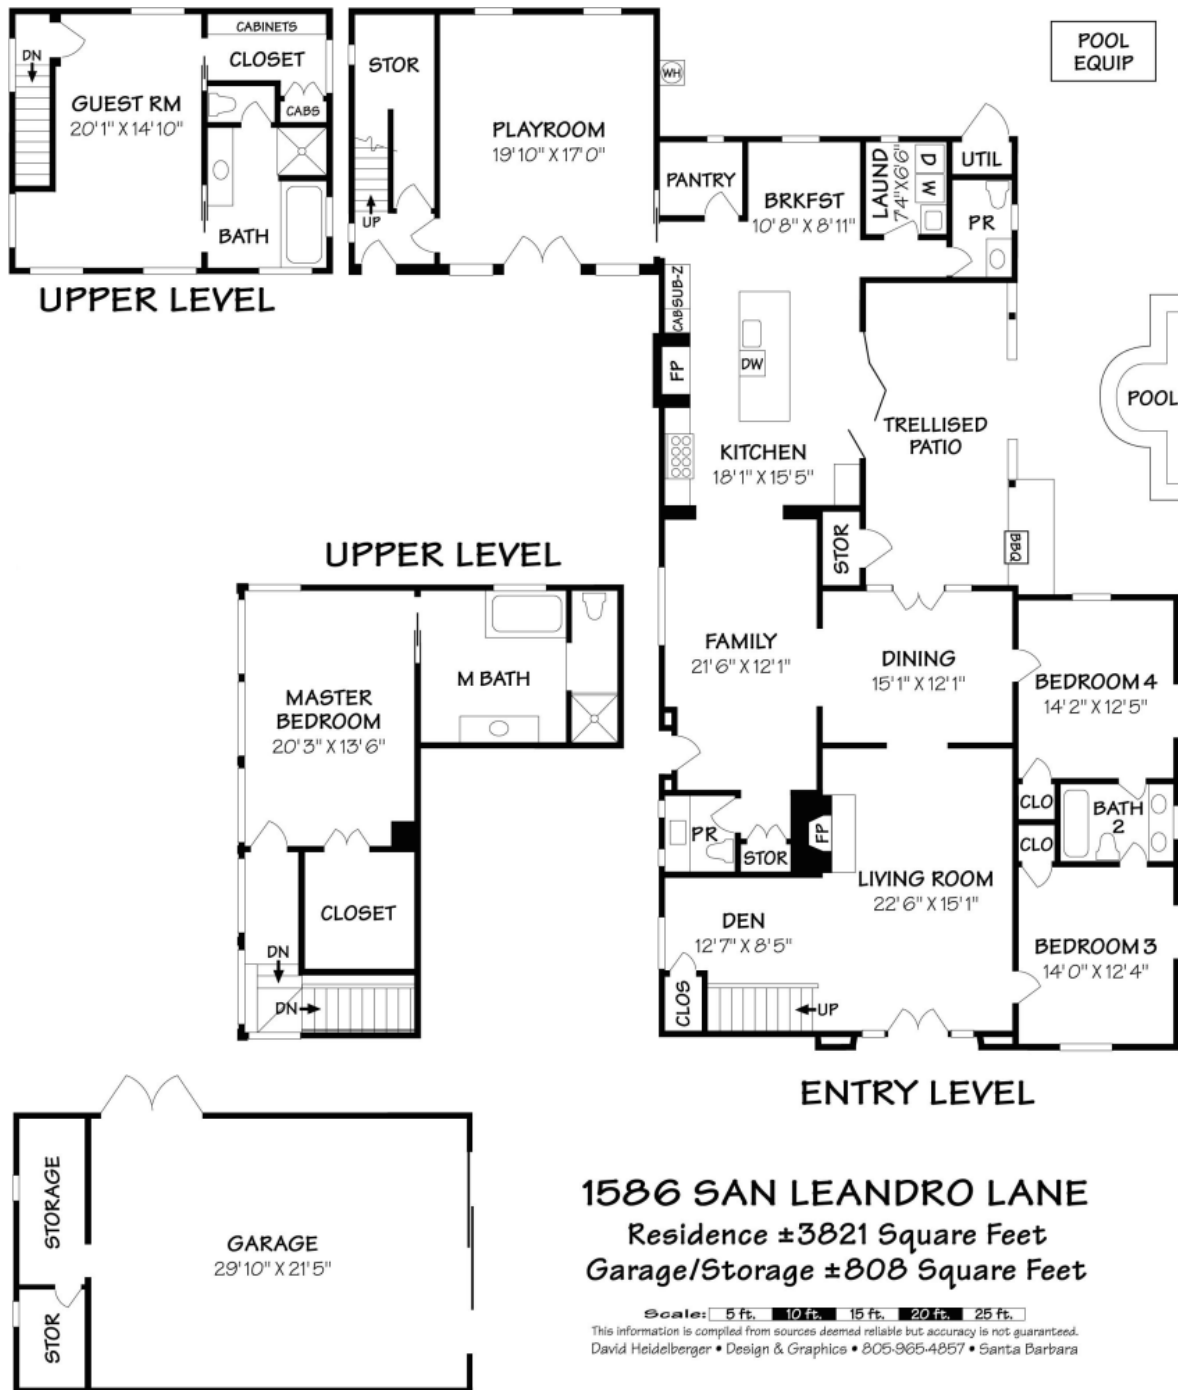 CABINETS
DN
CLOSET
CABS
GUEST RM
20'1" X 14'10"
BATH
UPPER LEVEL
STOR
UP
PLAYROOM
19'10" X 17'0"
WH
POOL
EQUIP
PANTRY
BRKFST
10'8" X 8'11"
LAUND
7'4" X 6'6"
D
W
UTIL
PR
SUB-Z
CAB
FP
DW
KITCHEN
18'1" X 15'5"
TRELLISED
PATIO
POOL
BBQ
STOR
UPPER LEVEL
MASTER
BEDROOM
20'3" X 13'6"
M BATH
CLOSET
DN
DN
FAMILY
21'6" X 12'1"
DINING
15'1" X 12'1"
BEDROOM 4
14'2" X 12'5"
CLO
BATH
2
CLO
PR
STOR
FP
LIVING ROOM
22'6" X 15'1"
DEN
12'7" X 8'5"
BEDROOM 3
14'0" X 12'4"
CLOS
UP
ENTRY LEVEL
STORAGE
STOR
GARAGE
29'10" X 21'5"
1586 SAN LEANDRO LANE
Residence ±3821 Square Feet
Garage/Storage ±808 Square Feet
Scale: 5 ft. 10 ft. 15 ft. 20 ft. 25 ft.
This information is compiled from sources deemed reliable but accuracy is not guaranteed.
David Heidelberger • Design & Graphics • 805-965-4857 • Santa Barbara